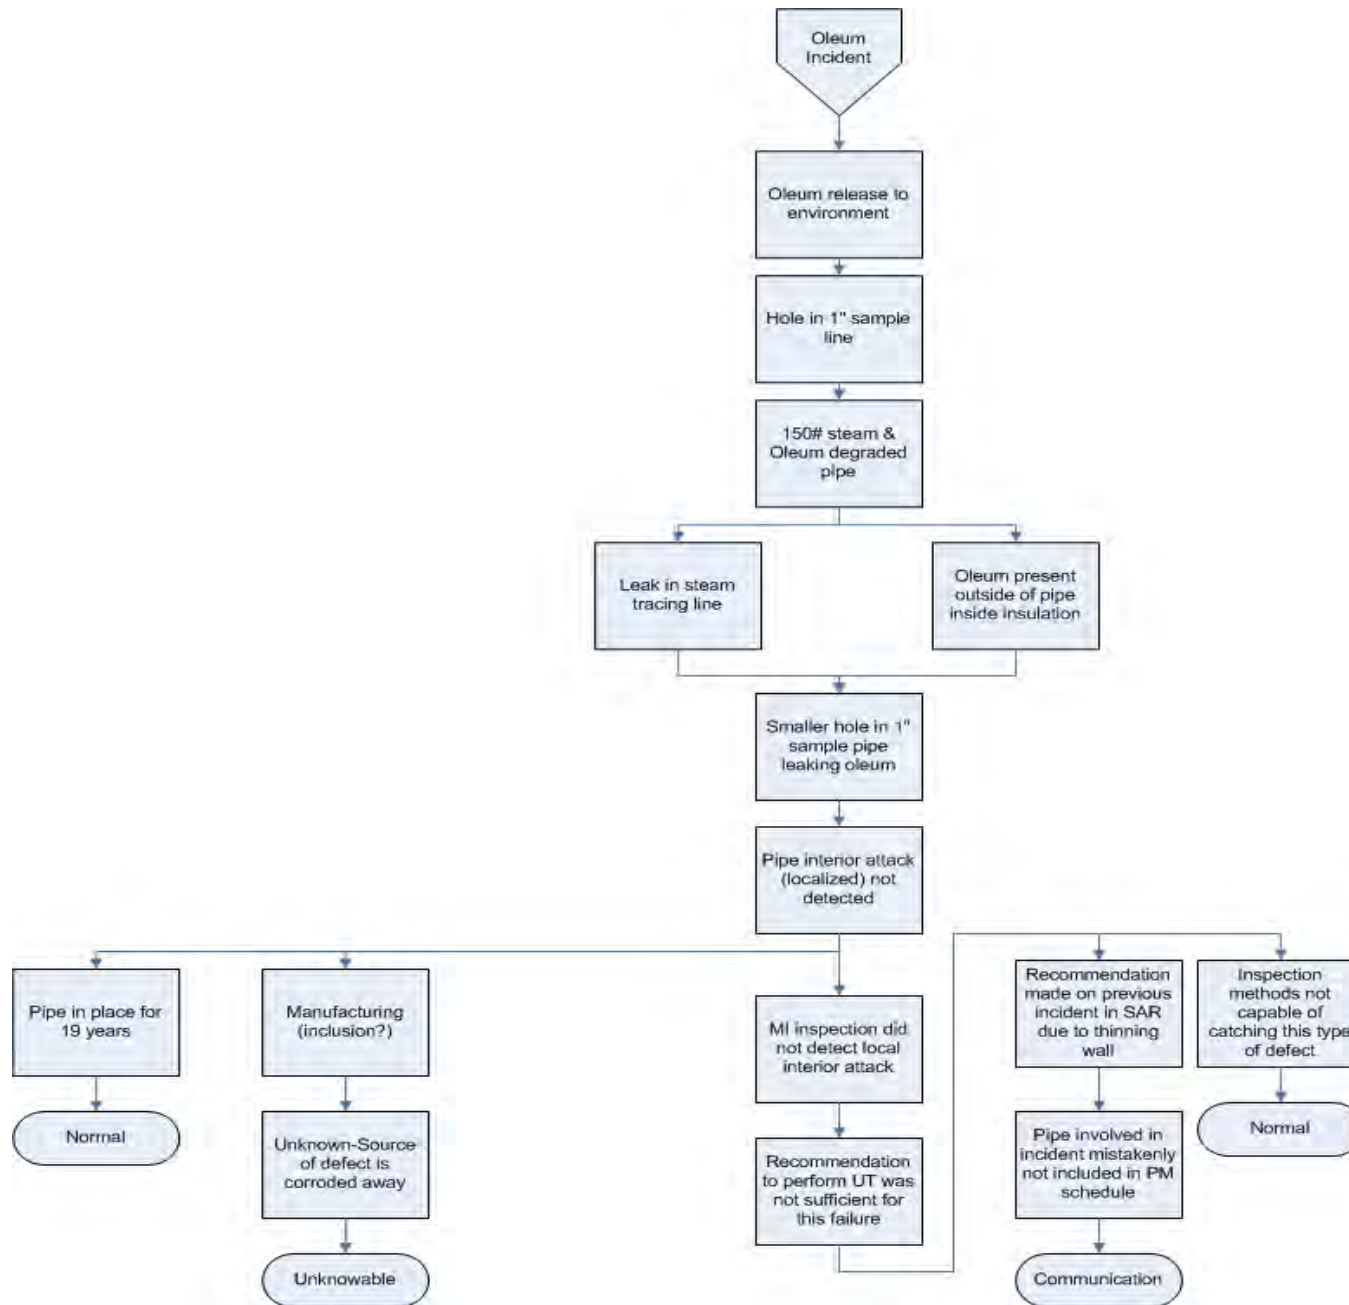 Oleum
Incident
Oleum release to
environment
Hole in 1" sample
line
150# steam &
Oleum degraded
pipe
Leak in steam
tracing line
Oleum present
outside of pipe
inside insulation
Smaller hole in 1"
sample pipe
leaking oleum
Pipe interior attack
(localized) not
detected
Pipe in place for
19 years
Manufacturing
(inclusion?)
MI inspection did
not detect local
interior attack
Recommendation
made on previous
incident in SAR
due to thinning
wall
Inspection
methods not
capable of
catching this type
of defect
Normal
Unknown-Source
of defect is
corroded away
Recommendation
to perform UT was
not sufficient for
this failure
Pipe involved in
incident mistakenly
not included in PM
schedule
Normal
Unknowable
Communication